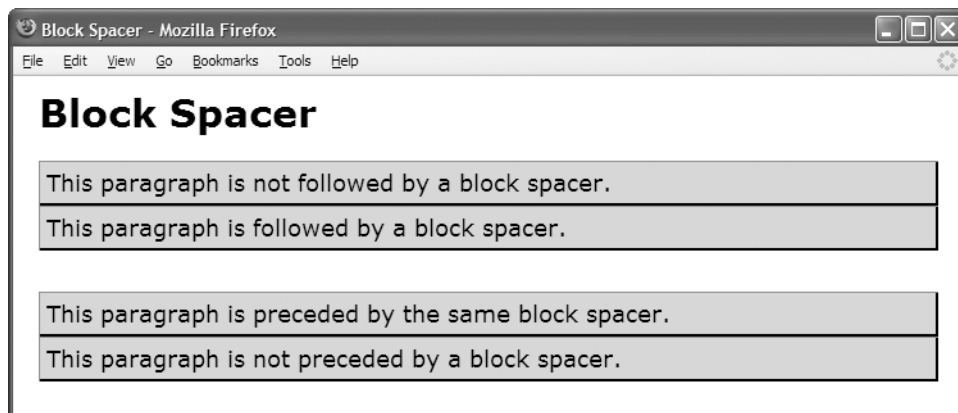 Block Spacer - Mozilla Firefox
File Edit View Go Bookmarks Tools Help
Block Spacer
This paragraph is not followed by a block spacer.
This paragraph is followed by a block spacer.
This paragraph is preceded by the same block spacer.
This paragraph is not preceded by a block spacer.